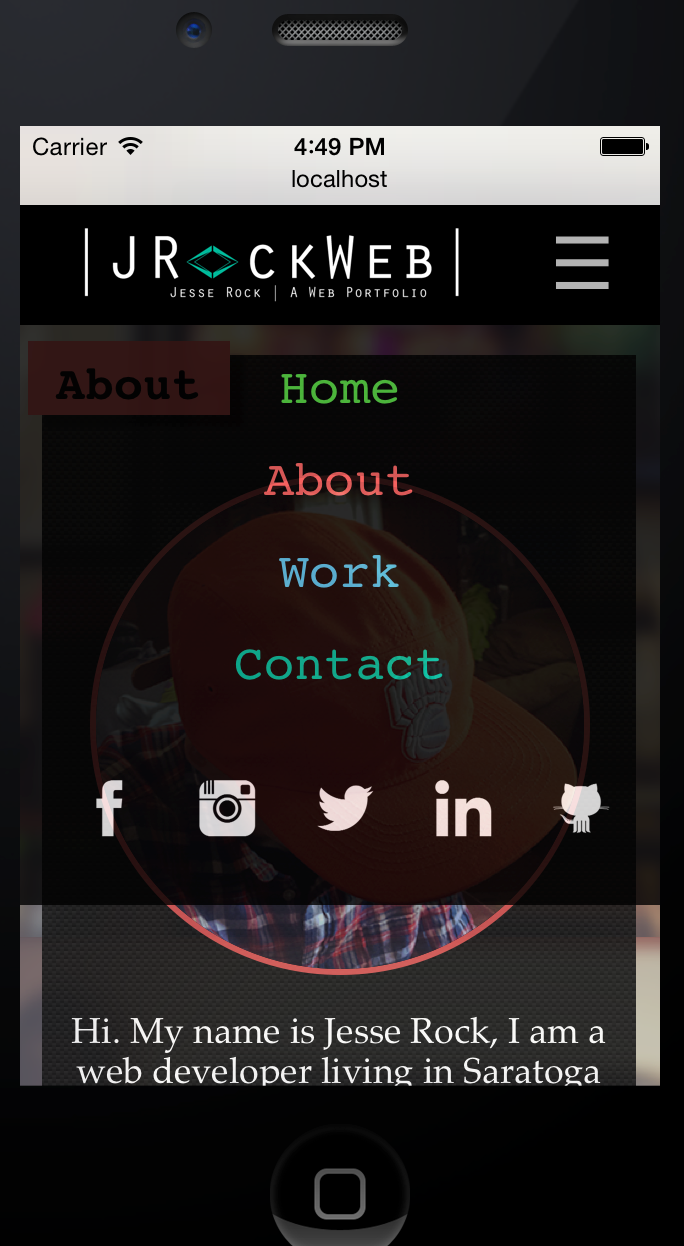 Carrier 4:49 PM
localhost
JROCKWEB
JESSE ROCK | A WEB PORTFOLIO
About
Home
About
Work
Contact
Hi. My name is Jesse Rock, I am a
web developer living in Saratoga